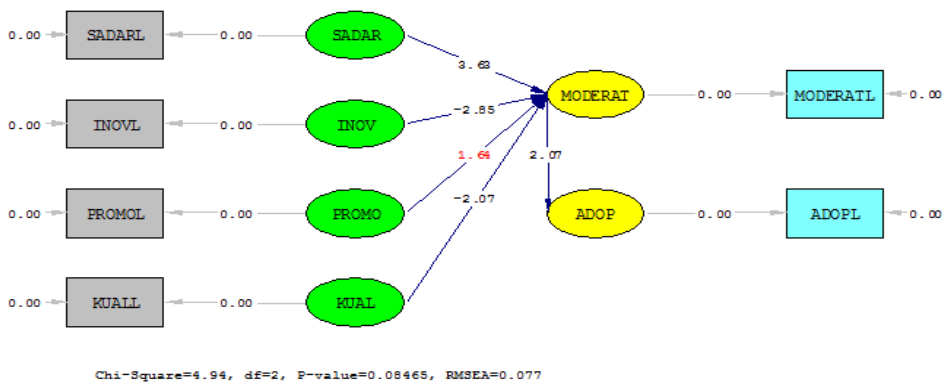 0.00 SADARL 0.00 SADAR
3.63
0.00 INOVL 0.00 INOV -2.85 MODERAT 0.00 MODERATL 0.00
1.64 2.07
0.00 PROMOL 0.00 PROMO -2.07 ADOP 0.00 ADOPL 0.00
0.00 KUALL 0.00 KUAL
Chi-Square=4.94, df=2, P-value=0.08465, RMSEA=0.077